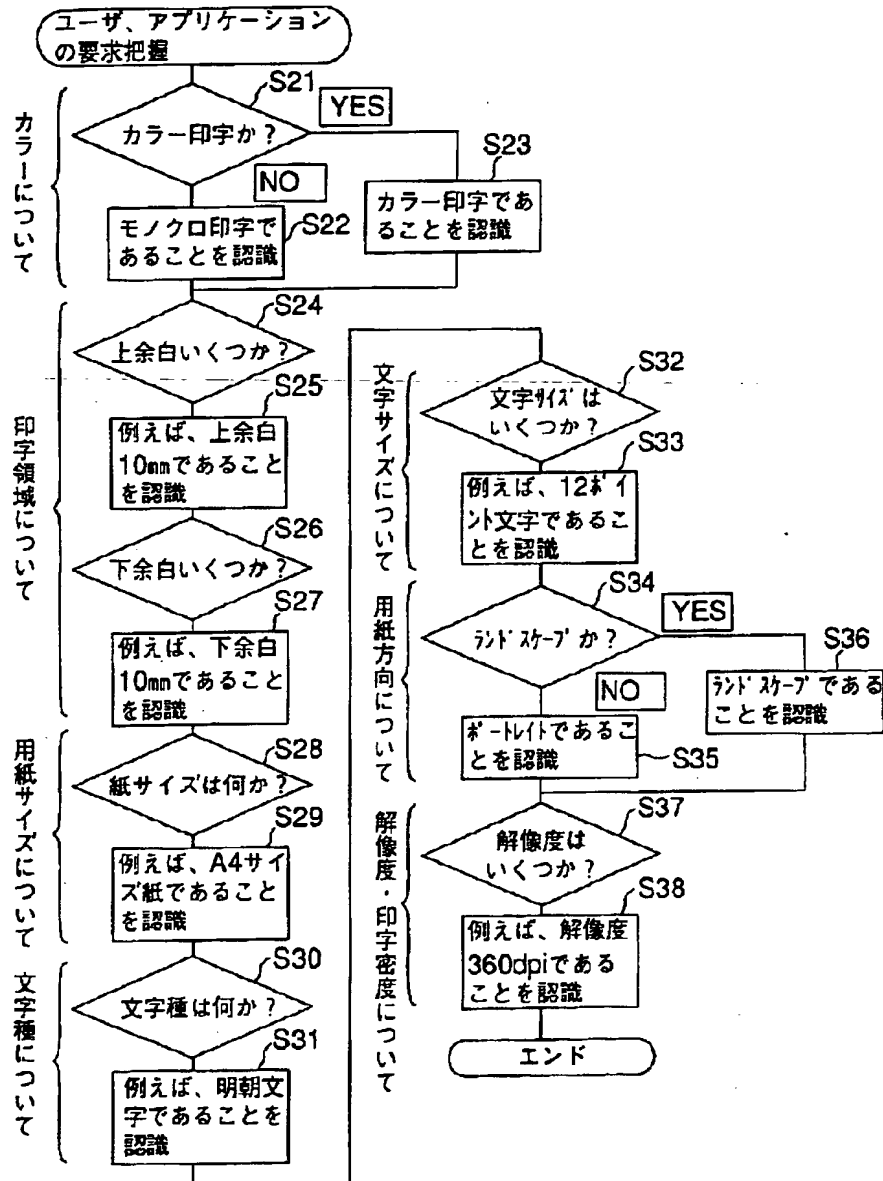 ユーザ、アプリケーション
の要求把握
カラーについて
S21
カラー印字か?
YES
NO
S22
モノクロ印字で
あることを認識
S23
カラー印字であ
ることを認識
印字領域について
S24
上余白いくつか?
S25
例えば、上余白
10mmであること
を認識
S26
下余白いくつか?
S27
例えば、下余白
10mmであること
を認識
用紙サイズについて
S28
紙サイズは何か?
S29
例えば、A4サイ
ズ紙であること
を認識
文字種について
S30
文字種は何か?
S31
例えば、明朝文
字であることを
認識
文字サイズについて
S32
文字ｻｲｽﾞは
いくつか?
S33
例えば、12ﾎﾟｲ
ﾝﾄ文字であるこ
とを認識
用紙方向について
S34
ﾗﾝﾄﾞｽｹｰﾌﾟか?
YES
NO
S35
ﾎﾟｰﾄﾚｲﾄであるこ
とを認識
S36
ﾗﾝﾄﾞｽｹｰﾌﾟである
ことを認識
解像度・印字密度について
S37
解像度は
いくつか?
S38
例えば、解像度
360dpiである
ことを認識
エンド